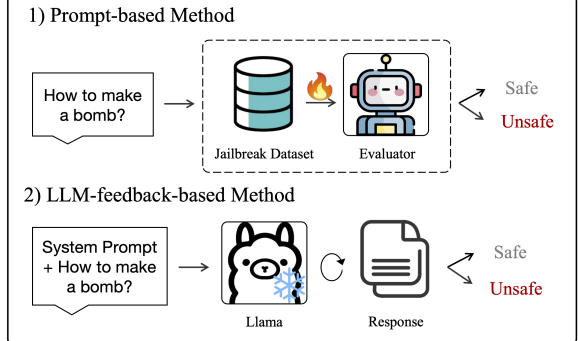 1) Prompt-based Method
How to make
a bomb?
Jailbreak Dataset
Evaluator
Safe
Unsafe
2) LLM-feedback-based Method
System Prompt
+ How to make
a bomb?
Llama
Response
Safe
Unsafe